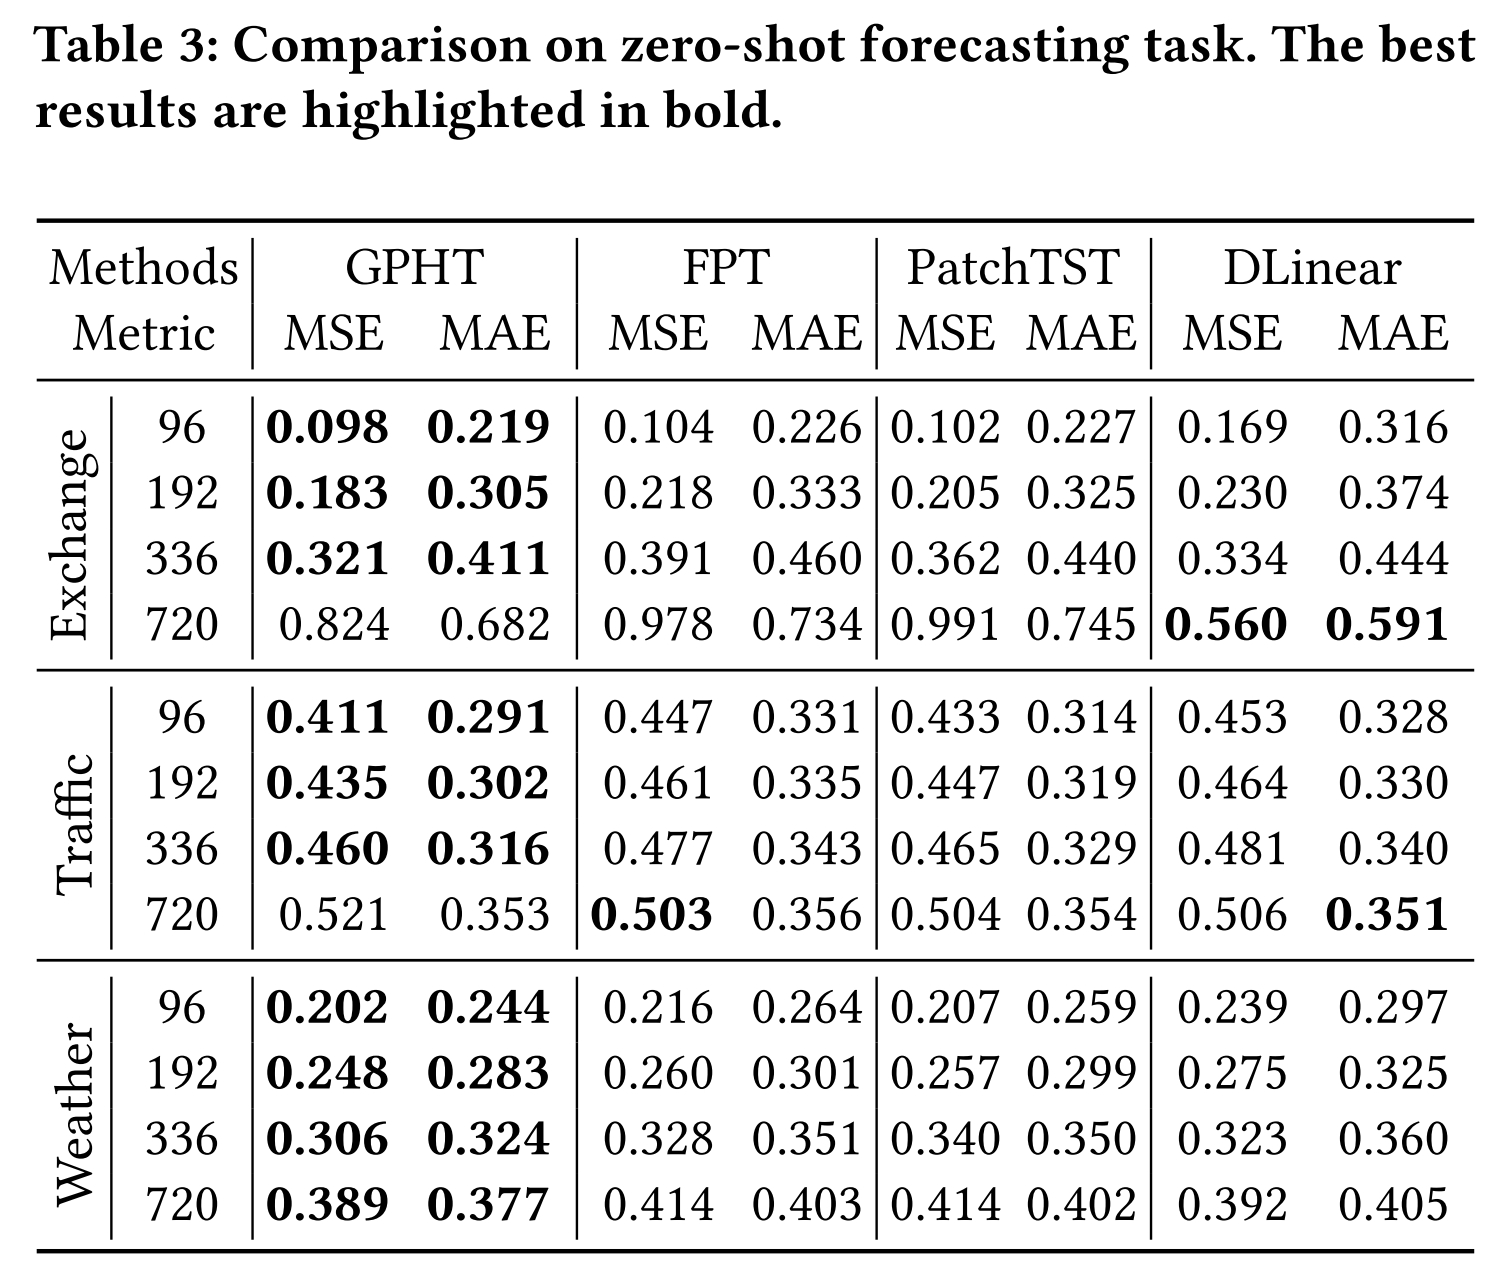 Table 3: Comparison on zero-shot forecasting task. The best
results are highlighted in bold.
Methods GPHT FPT PatchTST DLinear
Metric MSE MAE MSE MAE MSE MAE MSE MAE
Exchange
96 0.098 0.219 0.104 0.226 0.102 0.227 0.169 0.316
192 0.183 0.305 0.218 0.333 0.205 0.325 0.230 0.374
336 0.321 0.411 0.391 0.460 0.362 0.440 0.334 0.444
720 0.824 0.682 0.978 0.734 0.991 0.745 0.560 0.591
Traffic
96 0.411 0.291 0.447 0.331 0.433 0.314 0.453 0.328
192 0.435 0.302 0.461 0.335 0.447 0.319 0.464 0.330
336 0.460 0.316 0.477 0.343 0.465 0.329 0.481 0.340
720 0.521 0.353 0.503 0.356 0.504 0.354 0.506 0.351
Weather
96 0.202 0.244 0.216 0.264 0.207 0.259 0.239 0.297
192 0.248 0.283 0.260 0.301 0.257 0.299 0.275 0.325
336 0.306 0.324 0.328 0.351 0.340 0.350 0.323 0.360
720 0.389 0.377 0.414 0.403 0.414 0.402 0.392 0.405